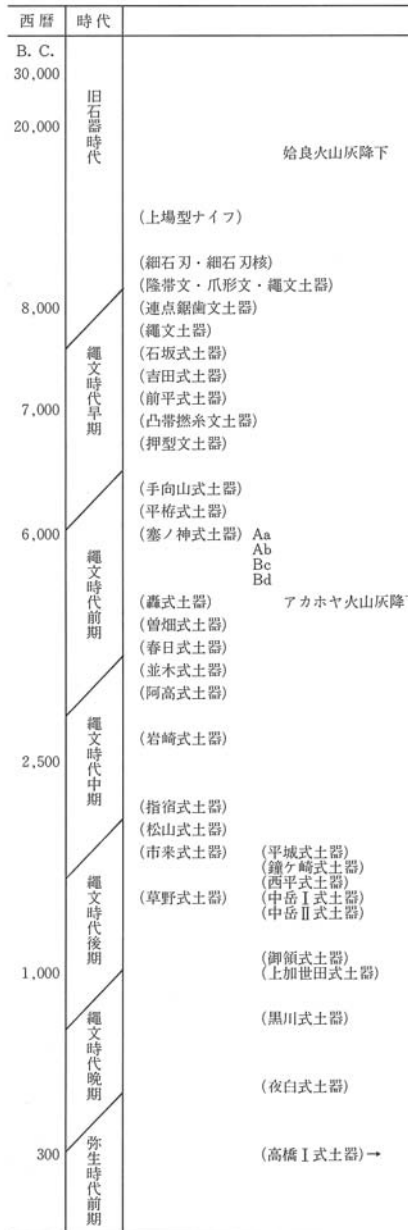 西暦 時代
B. C.
30,000
旧石器時代
20,000
姶良火山灰降下
(上場型ナイフ)
(細石刃・細石刃核)
(隆帯文・爪形文・縄文土器)
8,000 (連点鋸歯文土器)
(縄文土器)
縄文時代早期
(石坂式土器)
(吉田式土器)
7,000 (前平式土器)
(凸帯撚糸文土器)
(押型文土器)
(手向山式土器)
(平栫式土器)
6,000 (塞ノ神式土器) Aa
Ab
Bc
Bd
縄文時代前期
(轟式土器) アカホヤ火山灰降下
(曽畑式土器)
(春日式土器)
(並木式土器)
(阿高式土器)
縄文時代中期
(岩崎式土器)
2,500
(指宿式土器)
(松山式土器)
(市来式土器) (平城式土器)
(鐘ケ崎式土器)
縄文時代後期
(西平式土器)
(草野式土器) (中岳Ⅰ式土器)
(中岳Ⅱ式土器)
(御領式土器)
1,000 (上加世田式土器)
縄文時代晩期
(黒川式土器)
(夜臼式土器)
弥生時代前期
300 (高橋Ⅰ式土器)→